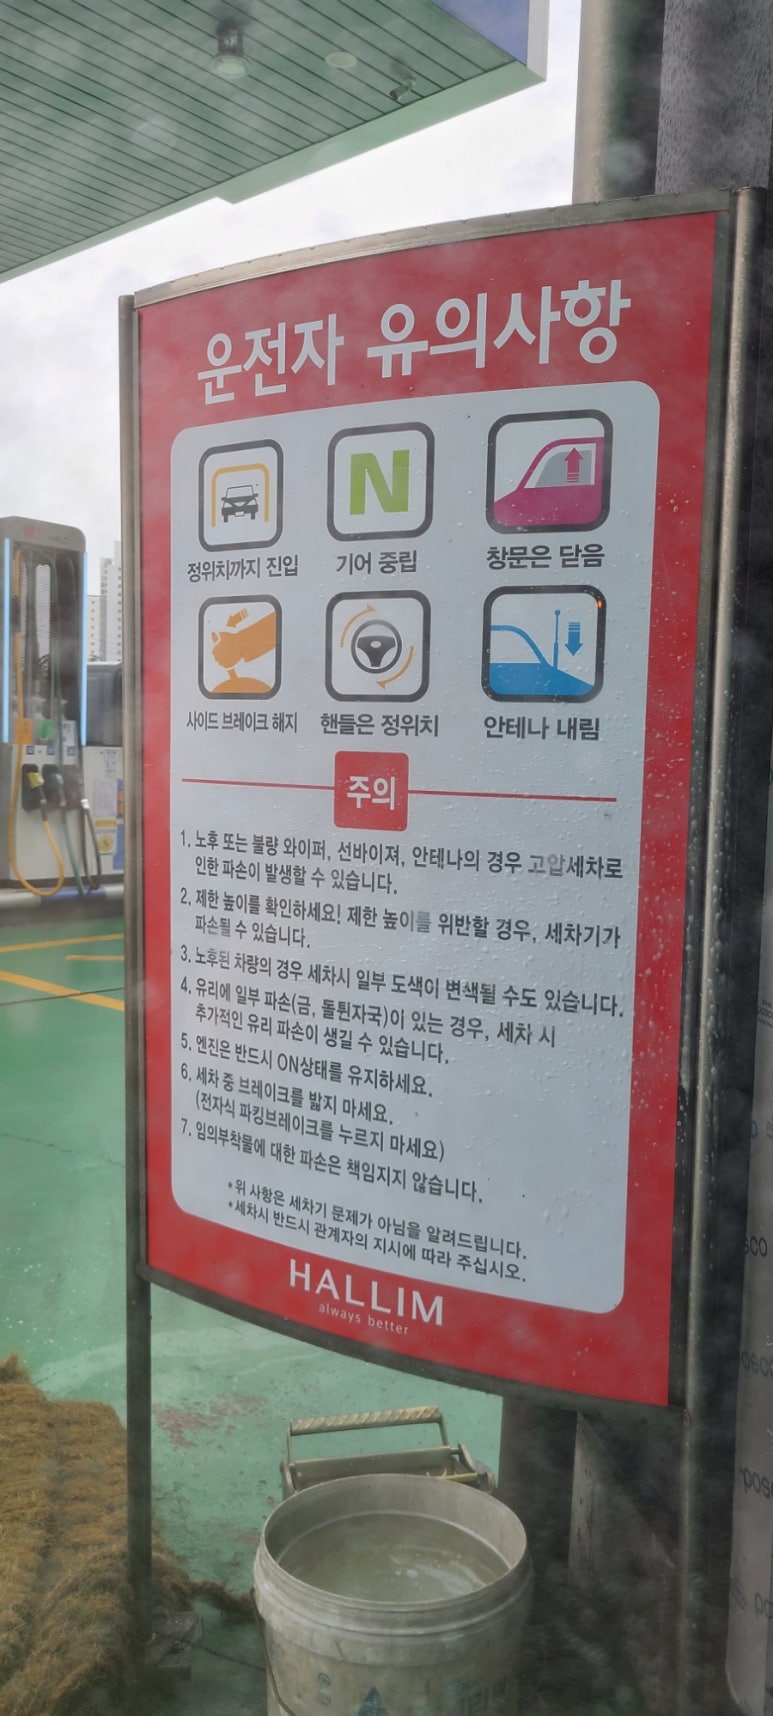 운전자 유의사항
정위치까지 진입
N
기어 중립
창문은 닫음
사이드 브레이크 해지
핸들은 정위치
안테나 내림
주의
1. 노후 또는 불량 와이퍼, 선바이져, 안테나의 경우 고압세차로
인한 파손이 발생할 수 있습니다.
2. 제한 높이를 확인하세요! 제한 높이를 위반할 경우, 세차기가
파손될 수 있습니다.
3. 노후된 차량의 경우 세차시 일부 도색이 변색될 수도 있습니다.
4. 유리에 일부 파손(금, 돌튄자국)이 있는 경우, 세차 시
추가적인 유리 파손이 생길 수 있습니다.
5. 엔진은 반드시 ON상태를 유지하세요.
6. 세차 중 브레이크를 밟지 마세요.
(전자식 파킹브레이크를 누르지 마세요)
7. 임의부착물에 대한 파손은 책임지지 않습니다.
*위 사항은 세차기 문제가 아님을 알려드립니다.
*세차시 반드시 관계자의 지시에 따라 주십시오.
HALLIM
always better